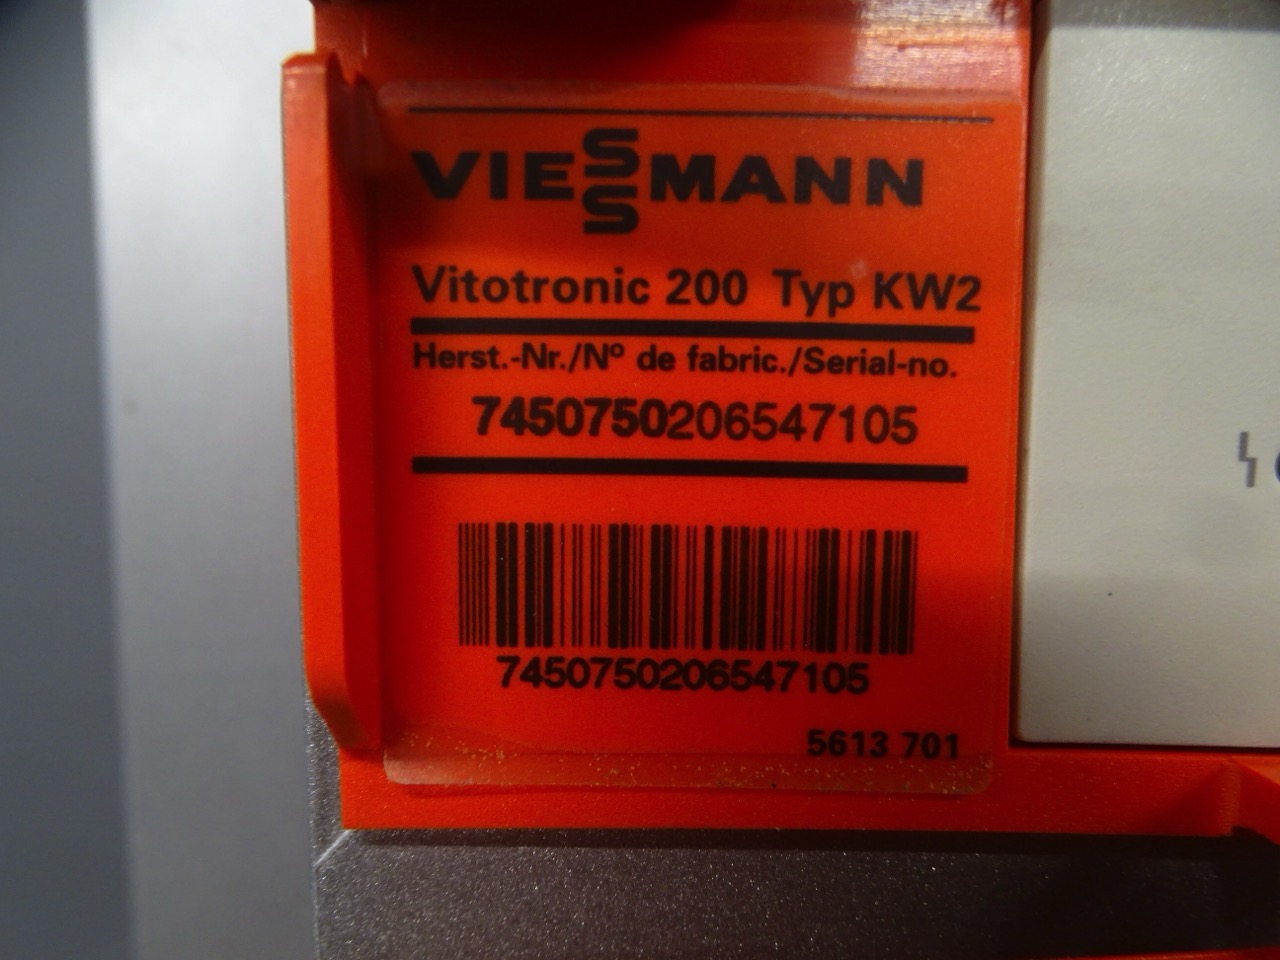 VIESSMANN
Vitotronic 200 Typ KW2
Herst.-Nr./Nº de fabric./Serial-no.
7450750206547105
7450750206547105
5613 701